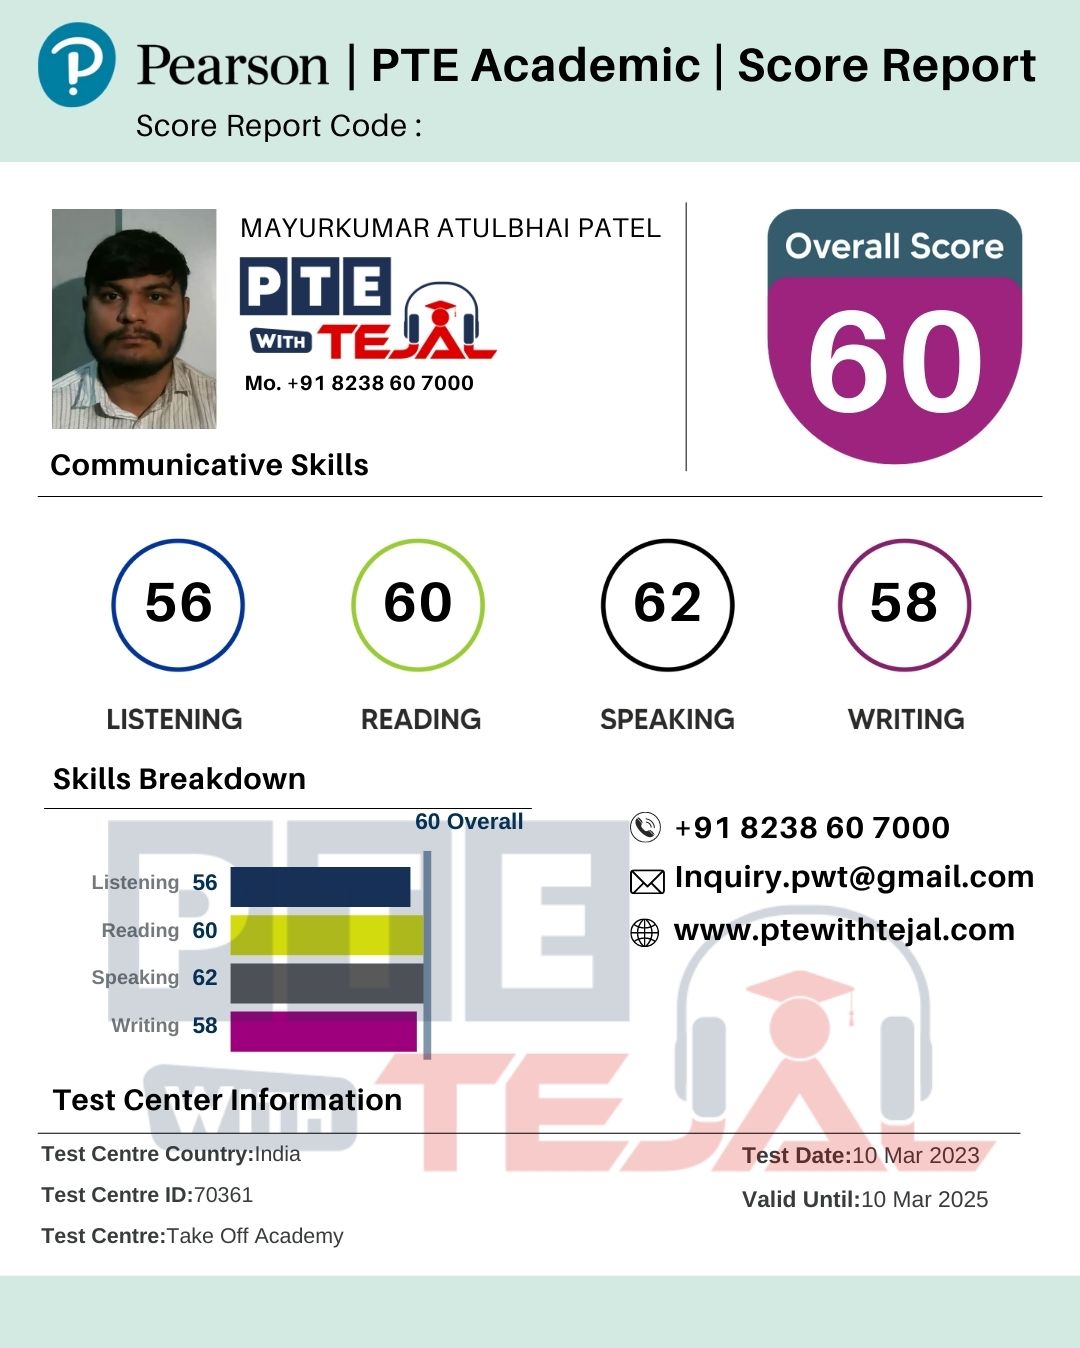 Pearson | PTE Academic | Score Report
Score Report Code :
MAYURKUMAR ATULBHAI PATEL
PTE
WITH TEJAL
Mo. +91 8238 60 7000
Overall Score
60
Communicative Skills
56 60 62 58
LISTENING READING SPEAKING WRITING
Skills Breakdown
60 Overall
Listening 56
Reading 60
Speaking 62
Writing 58
+91 8238 60 7000
Inquiry.pwt@gmail.com
www.ptewithtejal.com
PTE
WITH TEJAL
Test Center Information
Test Centre Country:India
Test Centre ID:70361
Test Centre:Take Off Academy
Test Date:10 Mar 2023
Valid Until:10 Mar 2025